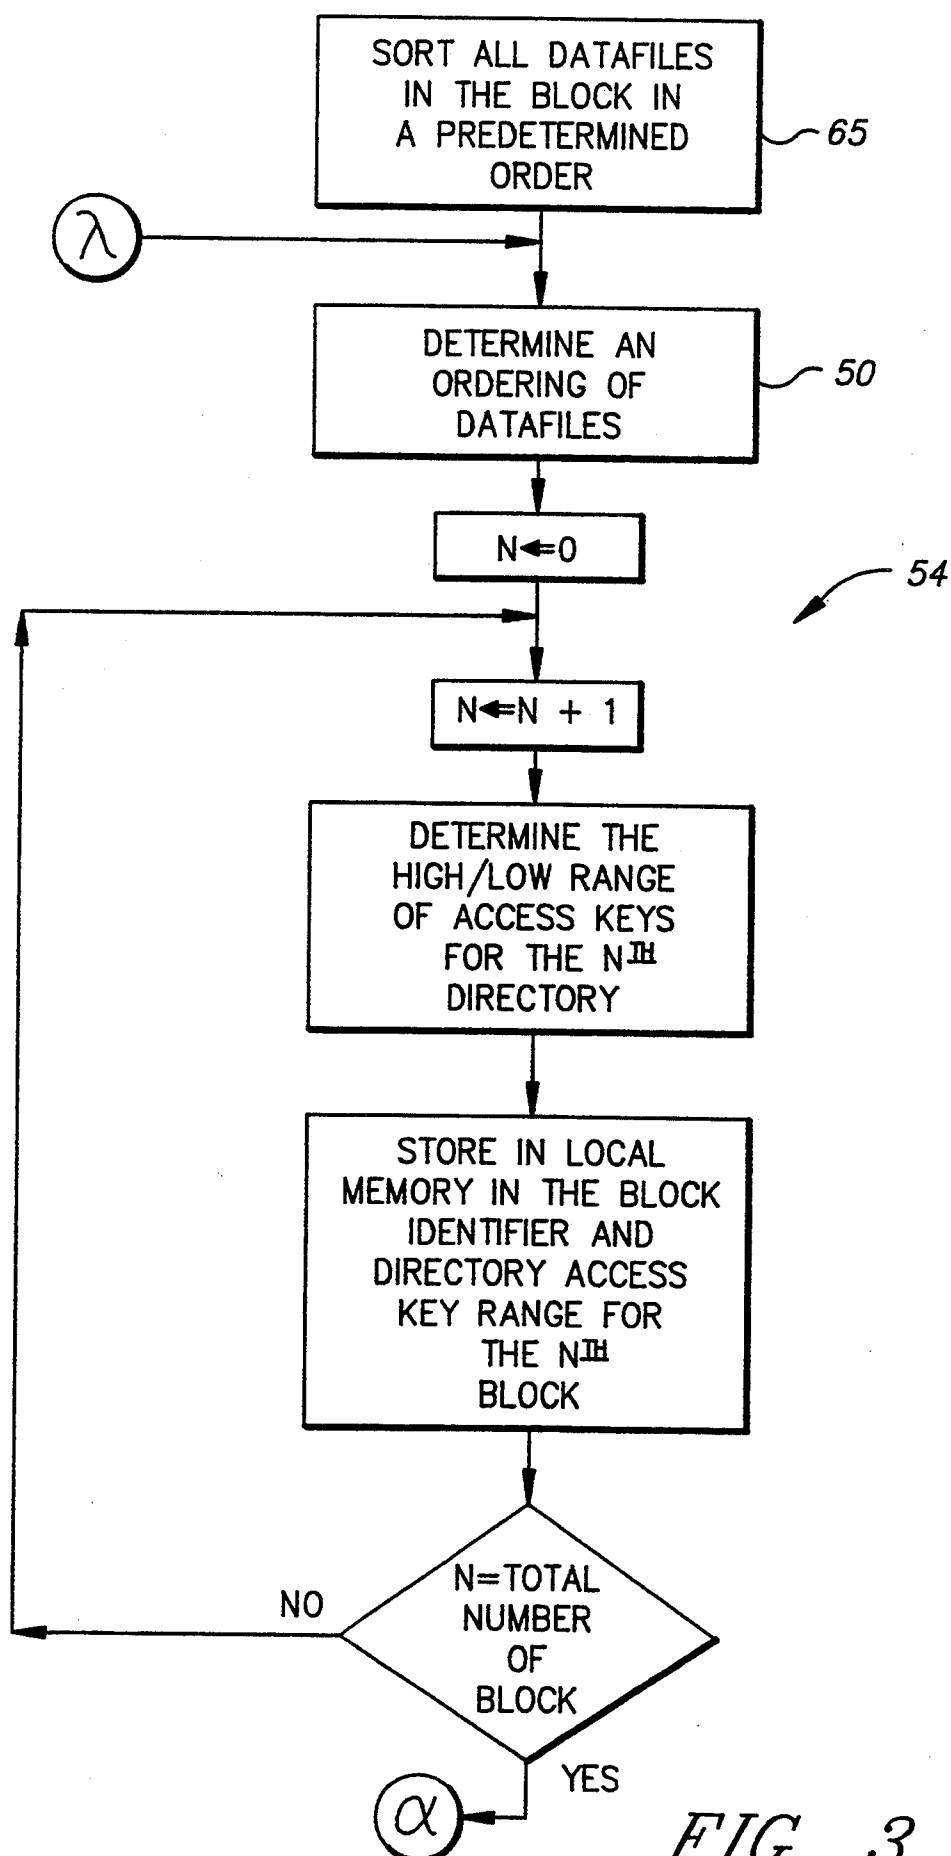 SORT ALL DATAFILES
IN THE BLOCK IN
A PREDETERMINED
ORDER
65
λ
DETERMINE AN
ORDERING OF
DATAFILES
50
N⇐0
54
N⇐N + 1
DETERMINE THE
HIGH/LOW RANGE
OF ACCESS KEYS
FOR THE NTH
DIRECTORY
STORE IN LOCAL
MEMORY IN THE BLOCK
IDENTIFIER AND
DIRECTORY ACCESS
KEY RANGE FOR
THE NTH
BLOCK
N=TOTAL
NUMBER
OF
BLOCK
NO
YES
α
FIG. 3